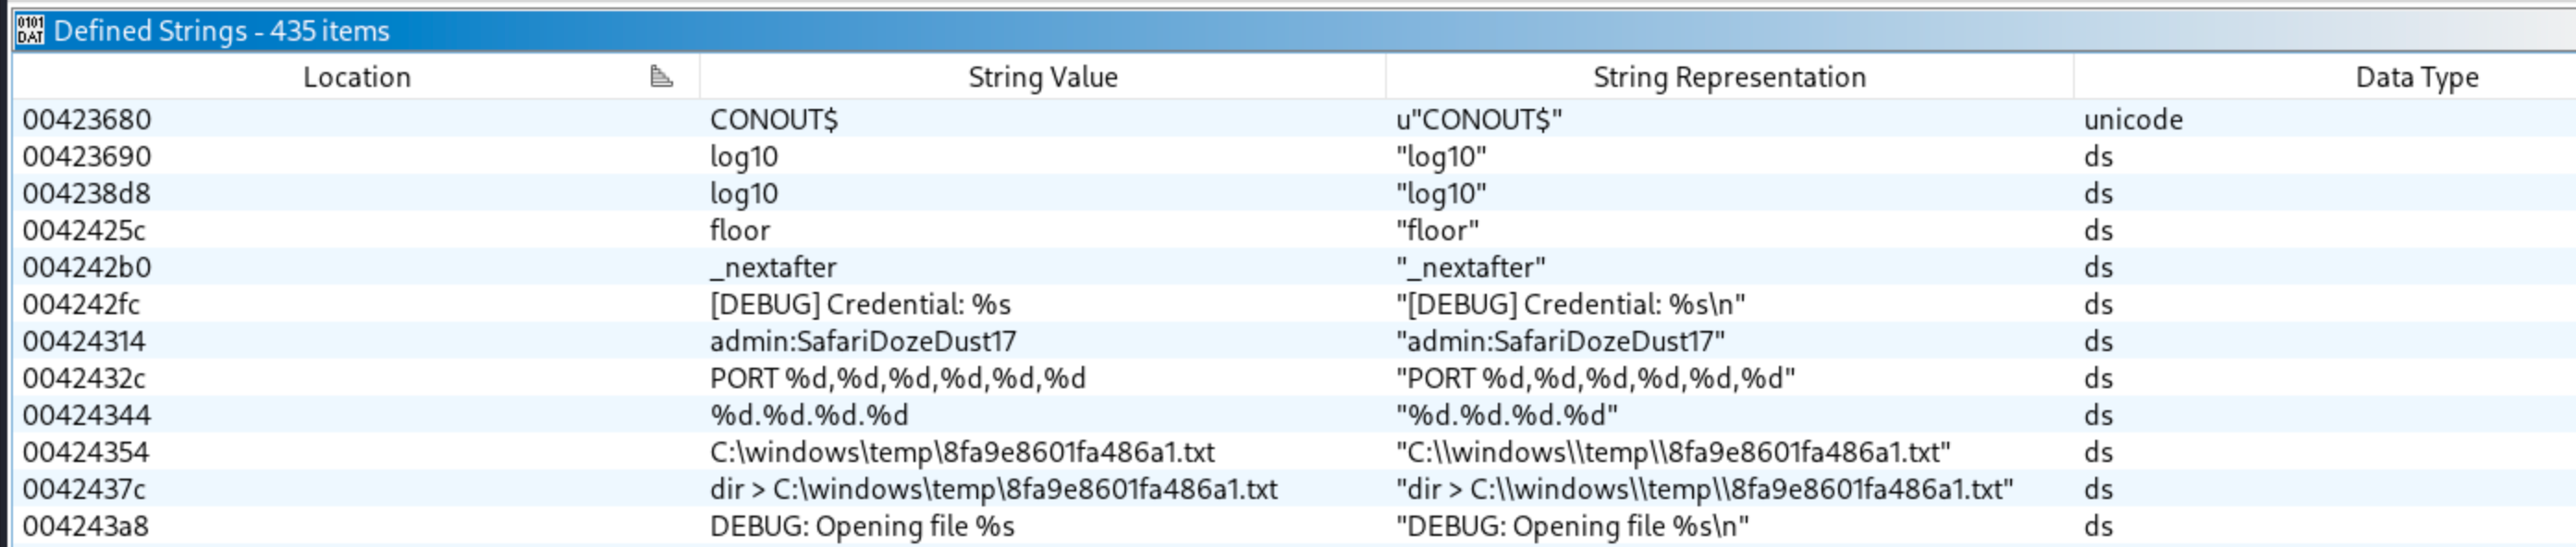 0101 DAT Defined Strings - 435 items
Location String Value String Representation Data Type
00423680 CONOUT$ u"CONOUT$" unicode
00423690 log10 "log10" ds
004238d8 log10 "log10" ds
0042425c floor "floor" ds
004242b0 _nextafter "_nextafter" ds
004242fc [DEBUG] Credential: %s "[DEBUG] Credential: %s\n" ds
00424314 admin:SafariDozeDust17 "admin:SafariDozeDust17" ds
0042432c PORT %d,%d,%d,%d,%d,%d "PORT %d,%d,%d,%d,%d,%d" ds
00424344 %d.%d.%d.%d "%d.%d.%d.%d" ds
00424354 C:\windows\temp\8fa9e8601fa486a1.txt "C:\\windows\\temp\\8fa9e8601fa486a1.txt" ds
0042437c dir > C:\windows\temp\8fa9e8601fa486a1.txt "dir > C:\\windows\\temp\\8fa9e8601fa486a1.txt" ds
004243a8 DEBUG: Opening file %s "DEBUG: Opening file %s\n" ds